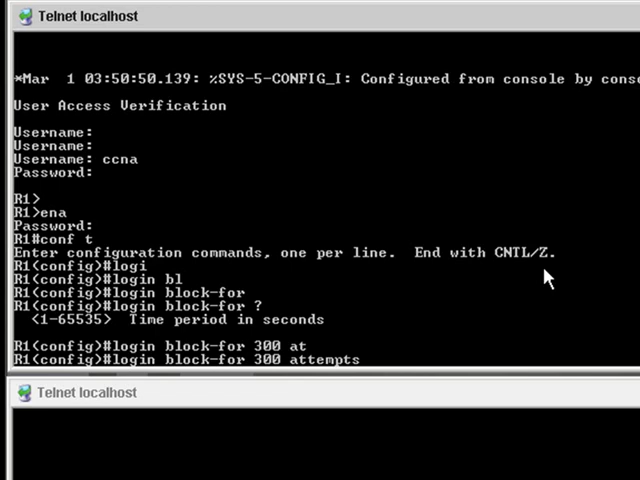 Telnet localhost
*Mar  1 03:50:50.139: %SYS-5-CONFIG_I: Configured from console by
User Access Verification
Username:
Username:
Username: ccna
Password:
R1>
R1>ena
Password:
R1#conf t
Enter configuration commands, one per line.  End with CNTL/Z.
R1(config)#logi
R1(config)#login bl
R1(config)#login block-for
R1(config)#login block-for ?
  <1-65535>  Time period in seconds
R1(config)#login block-for 300 at
R1(config)#login block-for 300 attempts
Telnet localhost